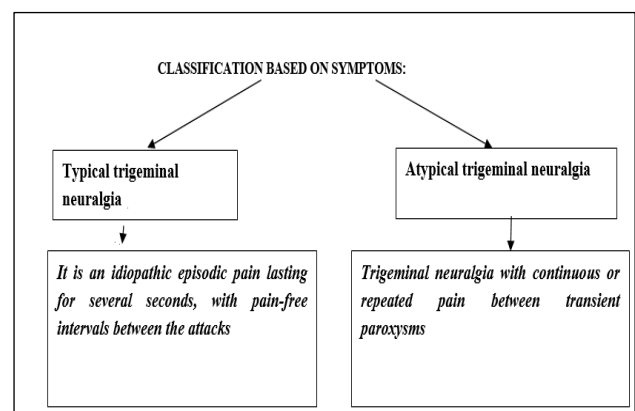 CLASSIFICATION BASED ON SYMPTOMS:
Typical trigeminal
neuralgia
Atypical trigeminal neuralgia
It is an idiopathic episodic pain lasting
for several seconds, with pain-free
intervals between the attacks
Trigeminal neuralgia with continuous or
repeated pain between transient
paroxysms